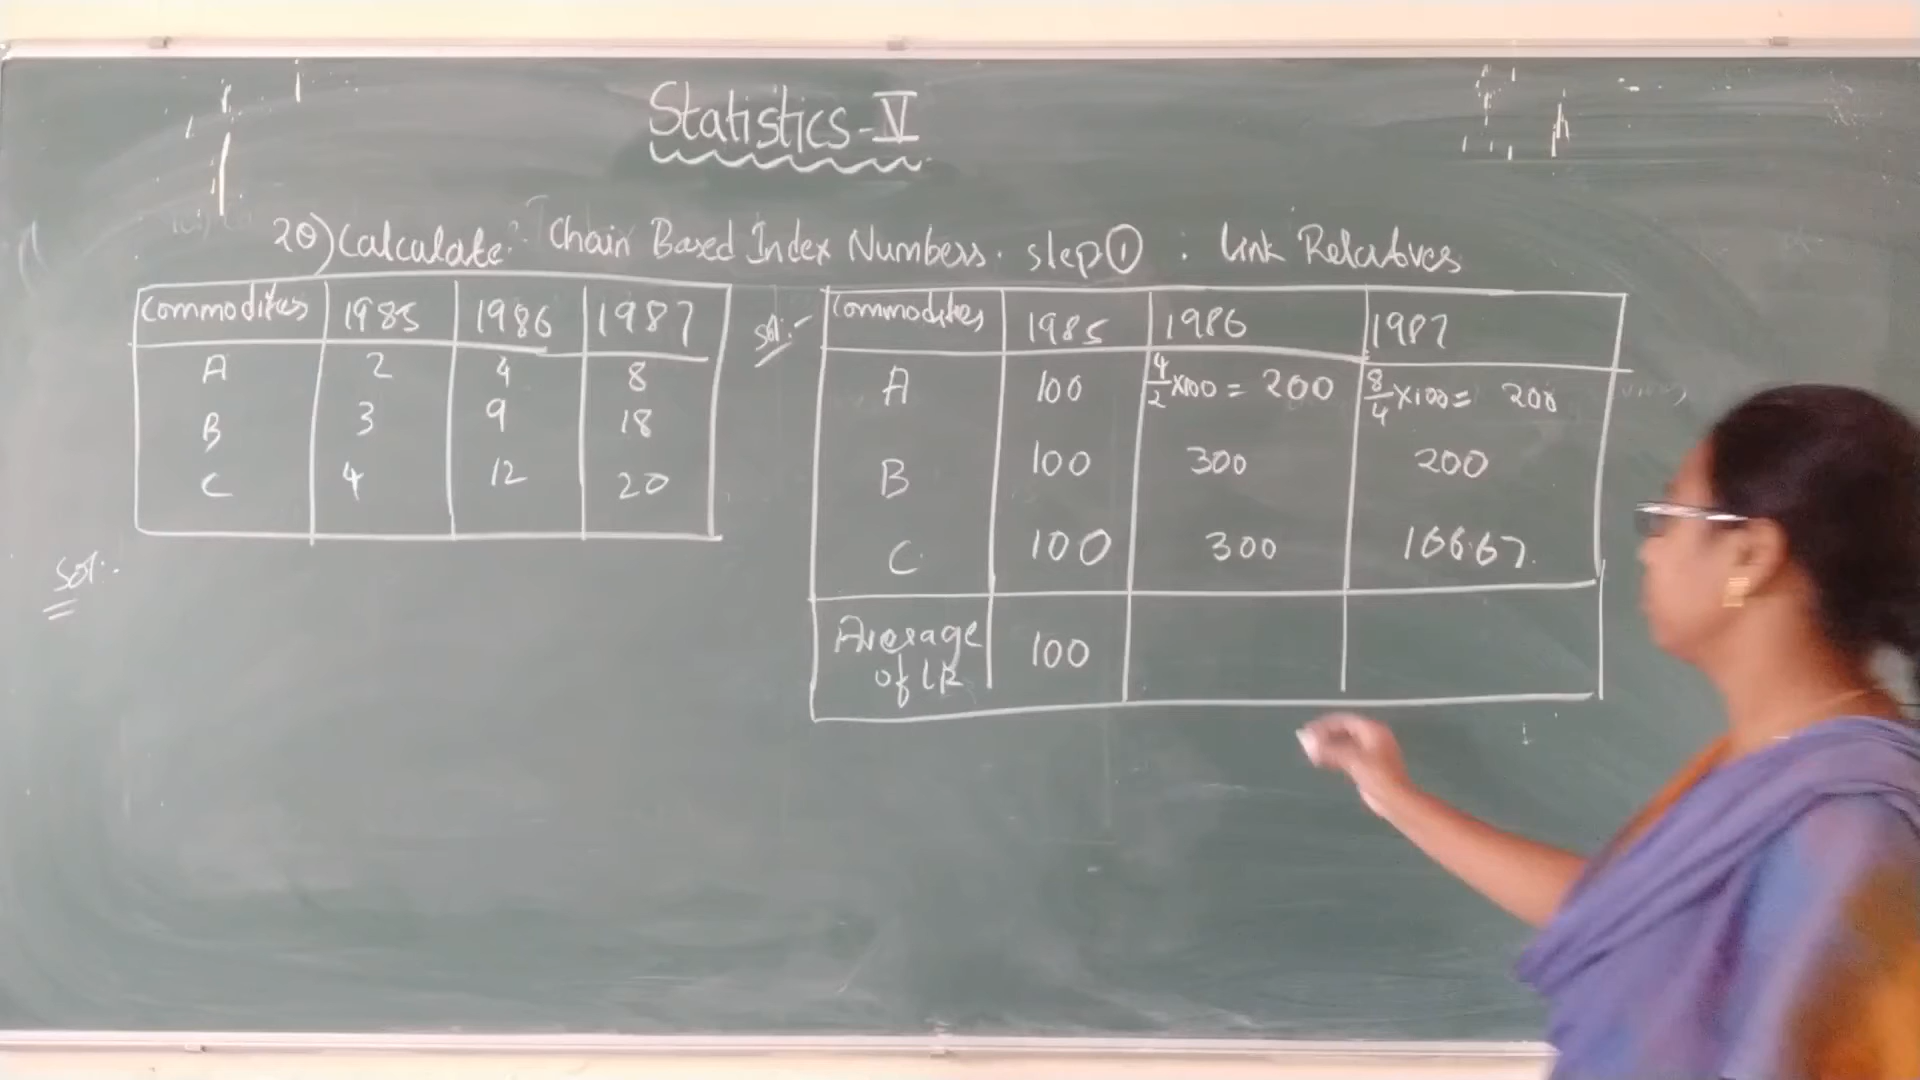 Statistics-V
20) Calculate: Chain Based Index Numbers. step ① : Link Relatives
Commodities 1985 1986 1987
A 2 4 8
B 3 9 18
C 4 12 20
Sol:-
Sol:-
Commodities 1985 1986 1987
A 100 4/2 x100 = 200 8/4 x100 = 200
B 100 300 200
C 100 300 166.67.
Average of LR 100